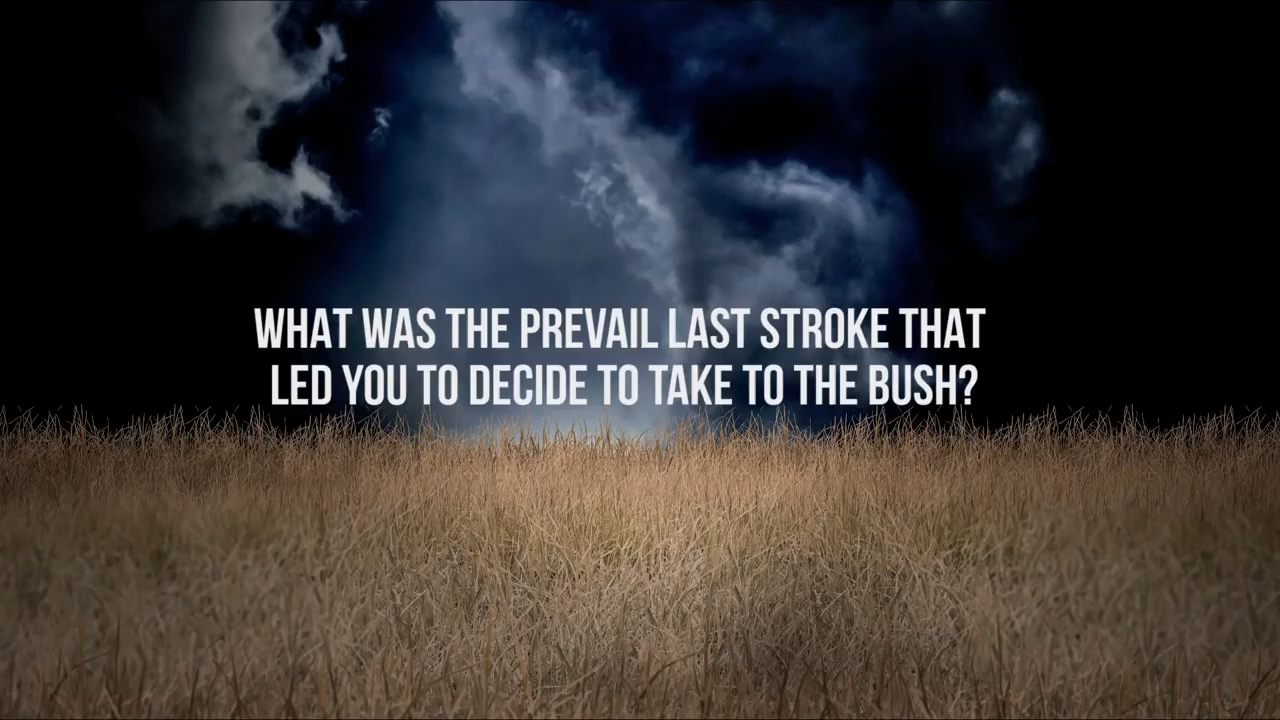 WHAT WAS THE PREVAIL LAST STROKE THAT
LED YOU TO DECIDE TO TAKE TO THE BUSH?